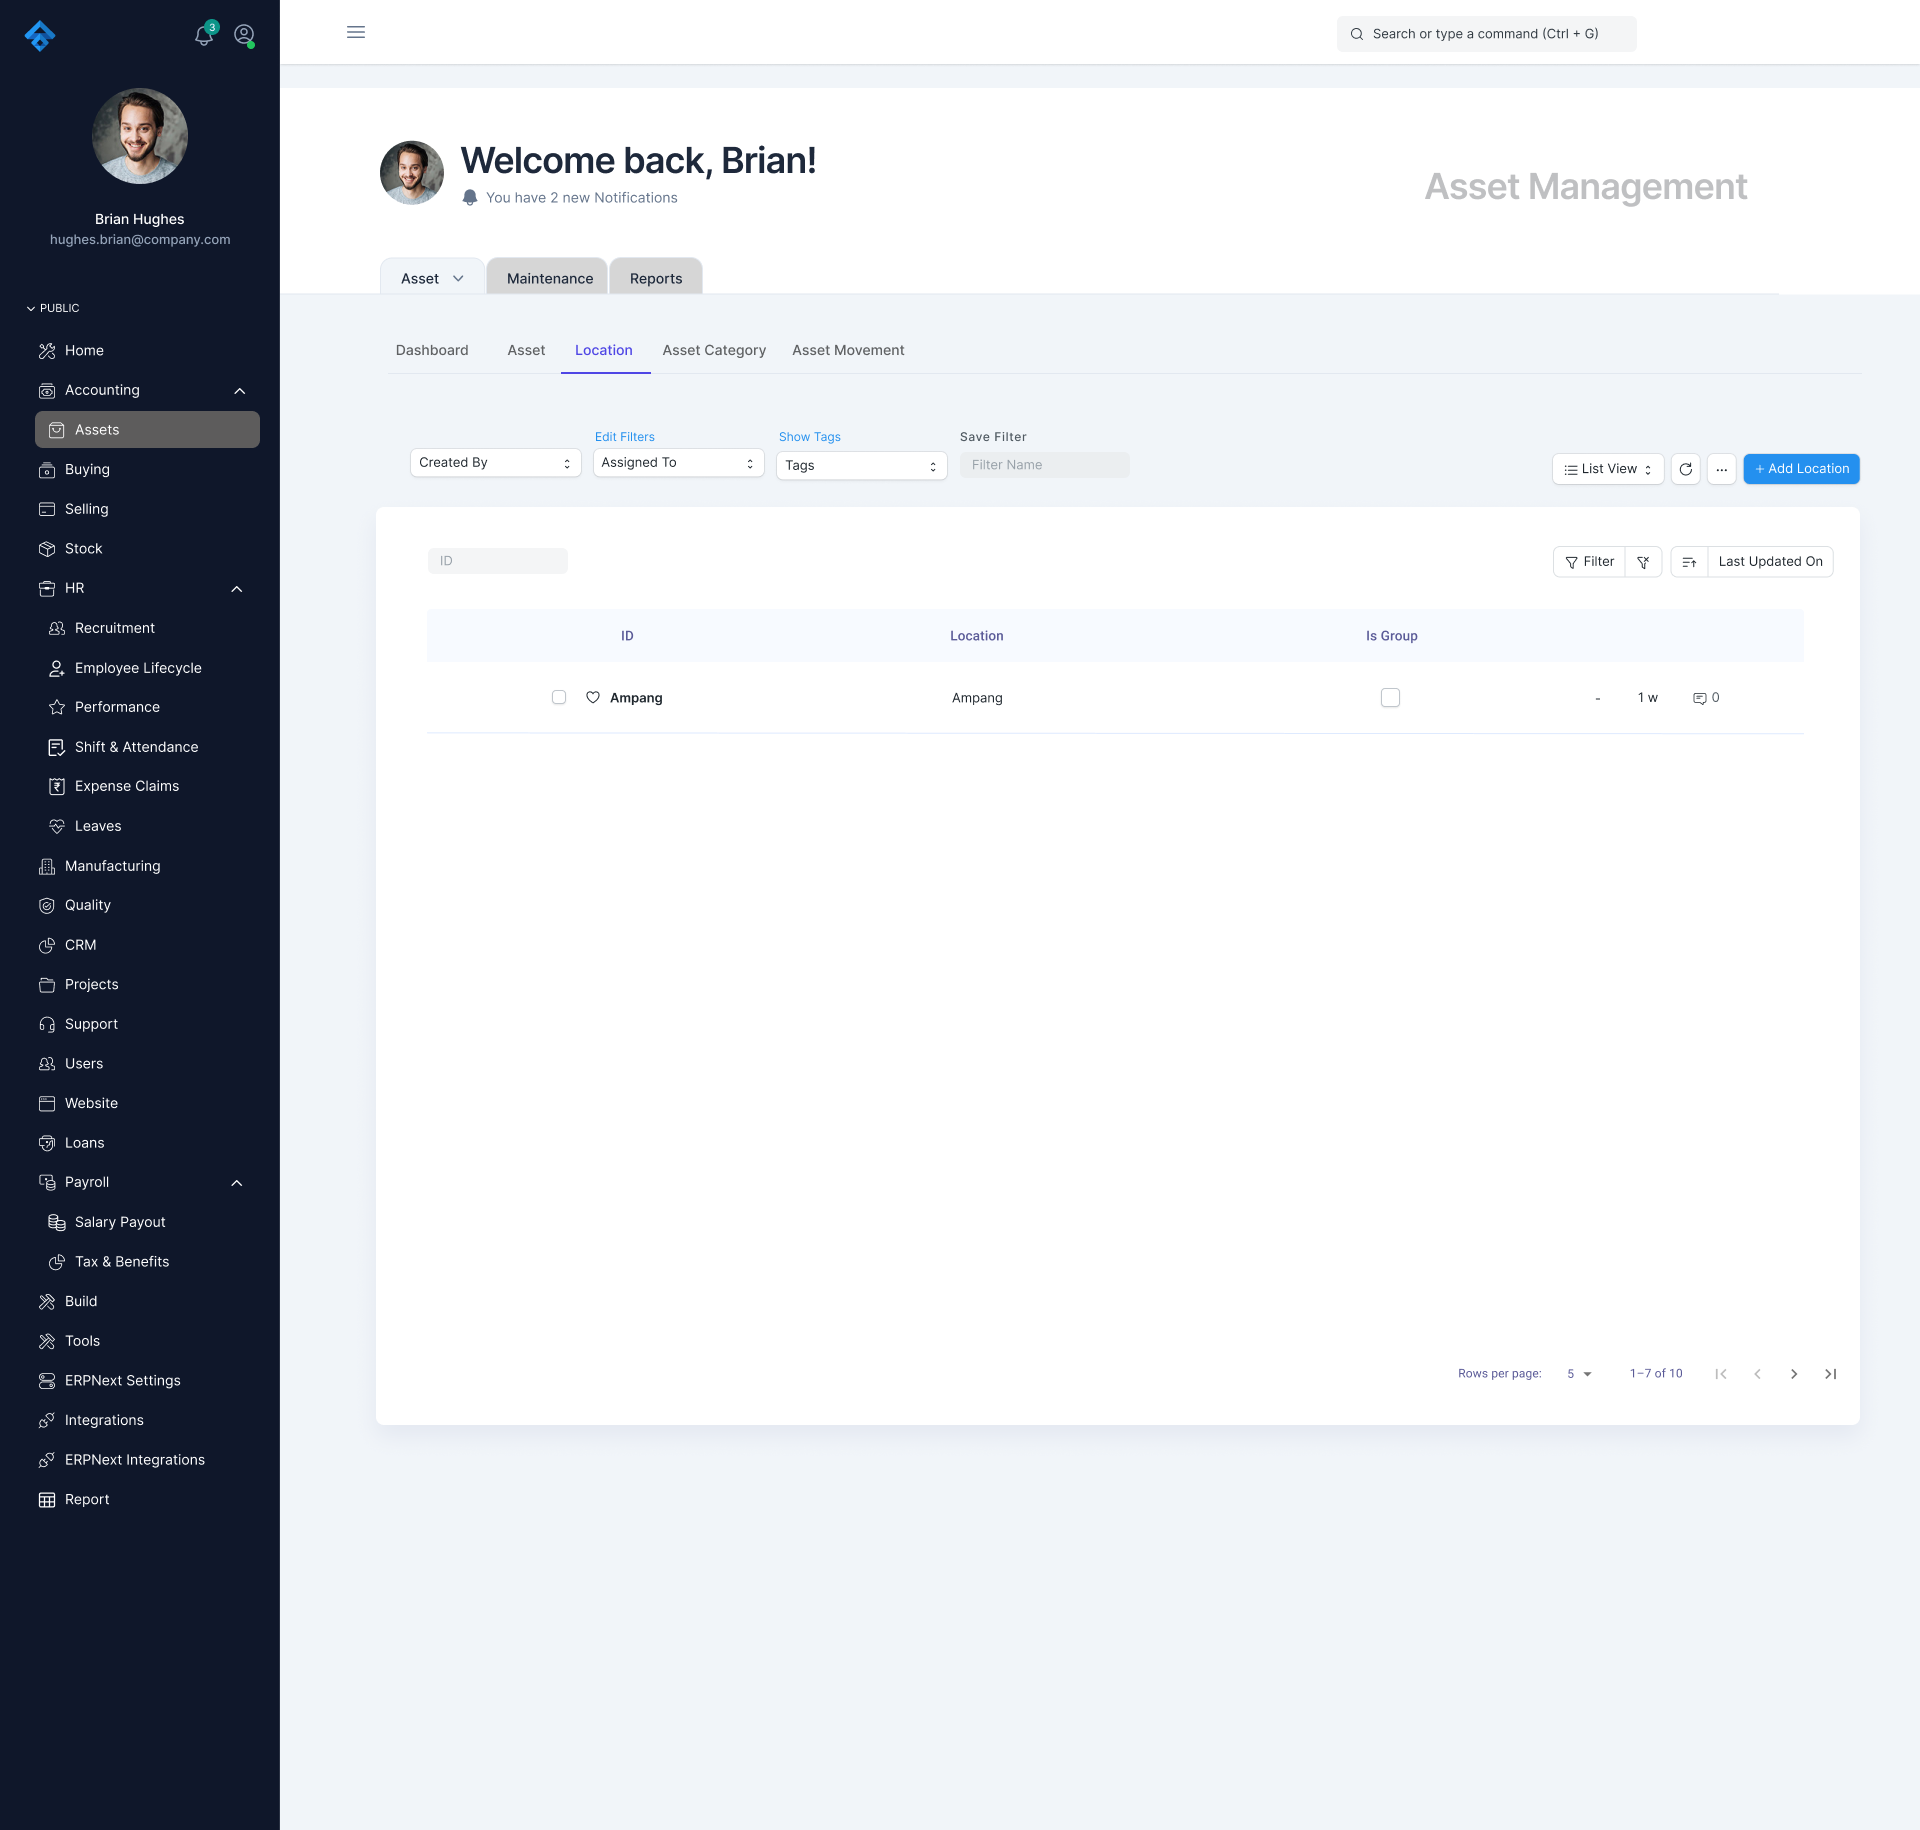 3
Search or type a command (Ctrl + G)
Brian Hughes
hughes.brian@company.com
Welcome back, Brian!
You have 2 new Notifications
Asset Management
Asset
Maintenance
Reports
PUBLIC
Home
Accounting
Assets
Buying
Selling
Stock
HR
Recruitment
Employee Lifecycle
Performance
Shift & Attendance
Expense Claims
Leaves
Manufacturing
Quality
CRM
Projects
Support
Users
Website
Loans
Payroll
Salary Payout
Tax & Benefits
Build
Tools
ERPNext Settings
Integrations
ERPNext Integrations
Report
Dashboard
Asset
Location
Asset Category
Asset Movement
Edit Filters
Show Tags
Save Filter
Created By
Assigned To
Tags
Filter Name
List View
...
+ Add Location
ID
Filter
Last Updated On
ID
Location
Is Group
Ampang
Ampang
-
1 w
0
Rows per page:
5
1–7 of 10